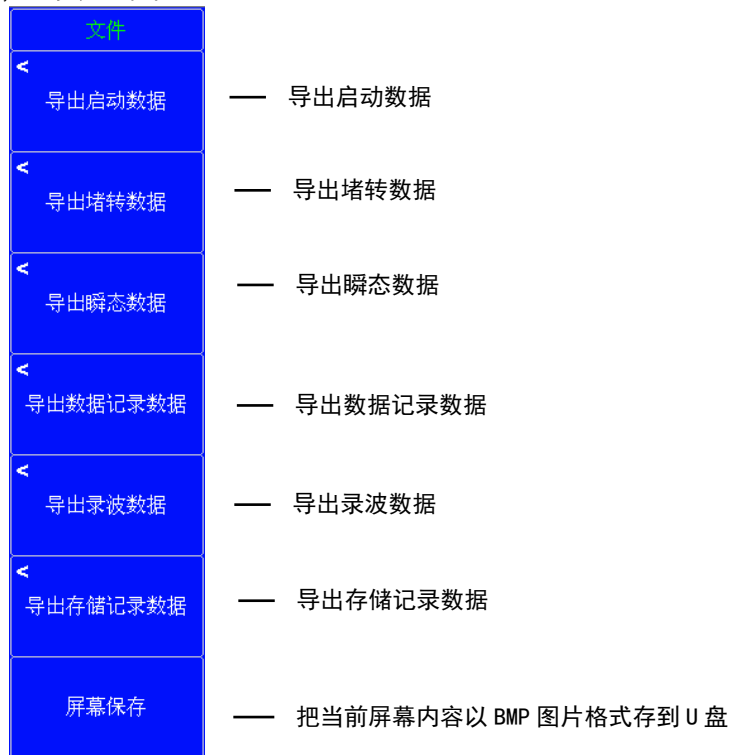 文件
<
导出启动数据 —— 导出启动数据
<
导出堵转数据 —— 导出堵转数据
<
导出瞬态数据 —— 导出瞬态数据
<
导出数据记录数据 —— 导出数据记录数据
<
导出录波数据 —— 导出录波数据
<
导出存储记录数据 —— 导出存储记录数据
屏幕保存 —— 把当前屏幕内容以 BMP 图片格式存到 U 盘